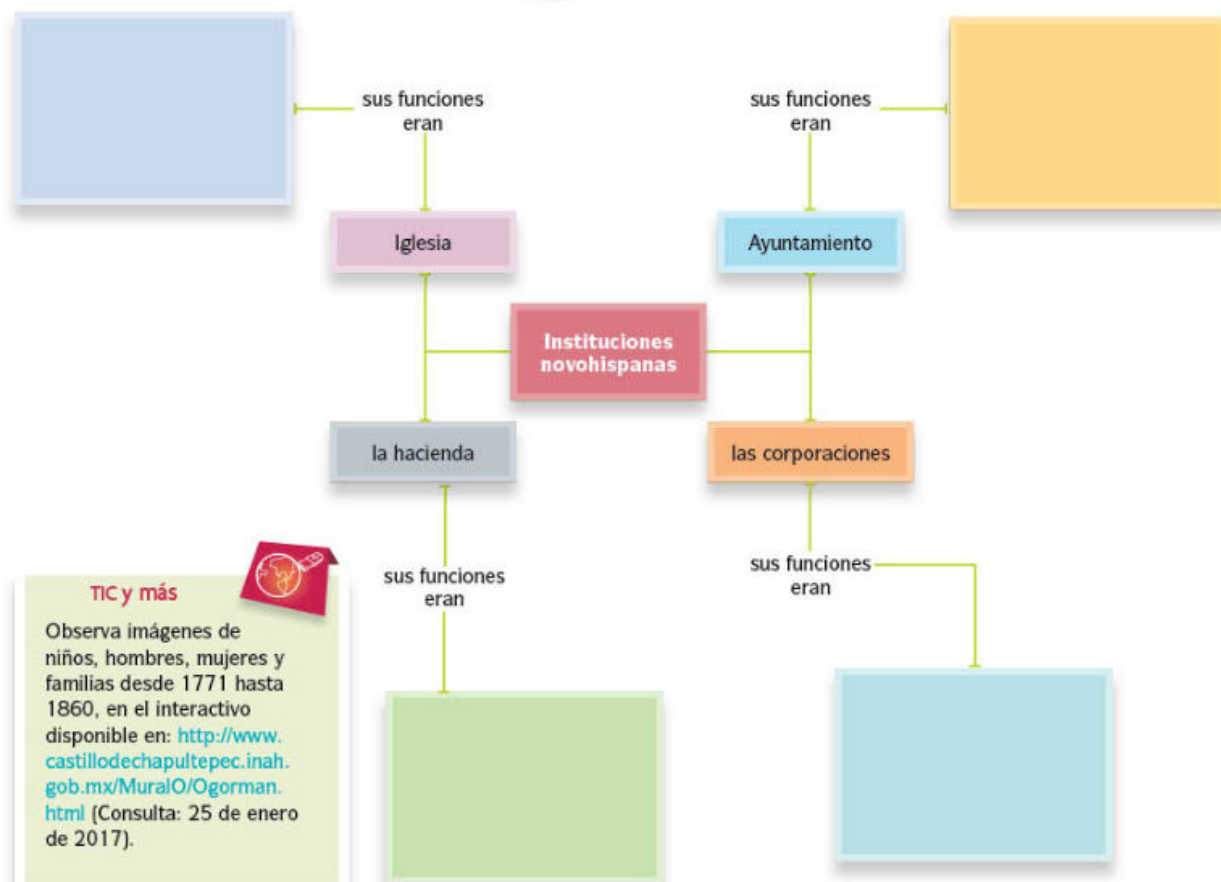 sus funciones
eran
sus funciones
eran
Iglesia
Ayuntamiento
Instituciones
novohispanas
la hacienda
las corporaciones
sus funciones
eran
sus funciones
eran
TIC y más
Observa imágenes de
niños, hombres, mujeres y
familias desde 1771 hasta
1860, en el interactivo
disponible en: http://www.
castillodechapultepec.inah.
gob.mx/MuralO/Ogorman.
html (Consulta: 25 de enero
de 2017).